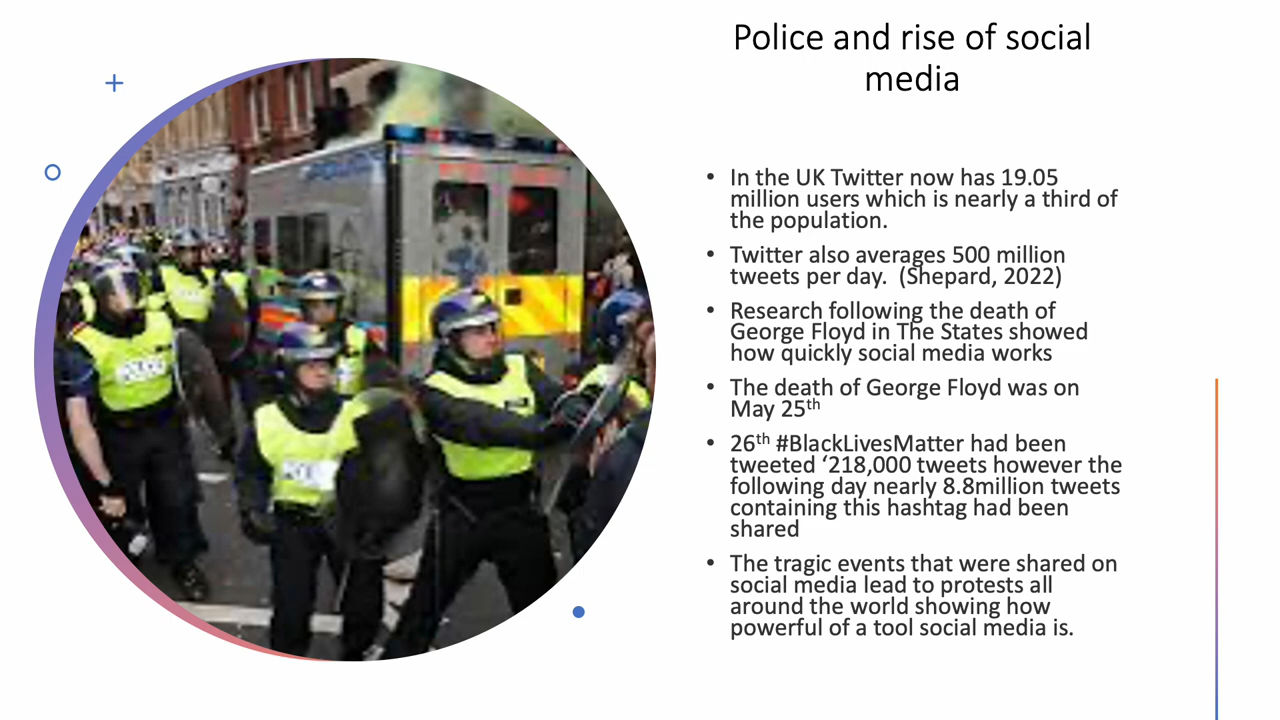 Police and rise of social
media
• In the UK Twitter now has 19.05
million users which is nearly a third of
the population.
• Twitter also averages 500 million
tweets per day.  (Shepard, 2022)
• Research following the death of
George Floyd in The States showed
how quickly social media works
• The death of George Floyd was on
May 25th
• 26th #BlackLivesMatter had been
tweeted ‘218,000 tweets however the
following day nearly 8.8million tweets
containing this hashtag had been
shared
• The tragic events that were shared on
social media lead to protests all
around the world showing how
powerful of a tool social media is.